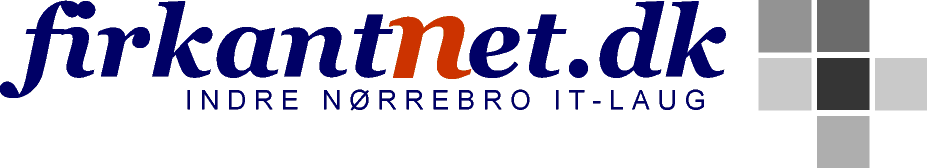 firkantnet.dk
INDRE NØRREBRO IT-LAUG